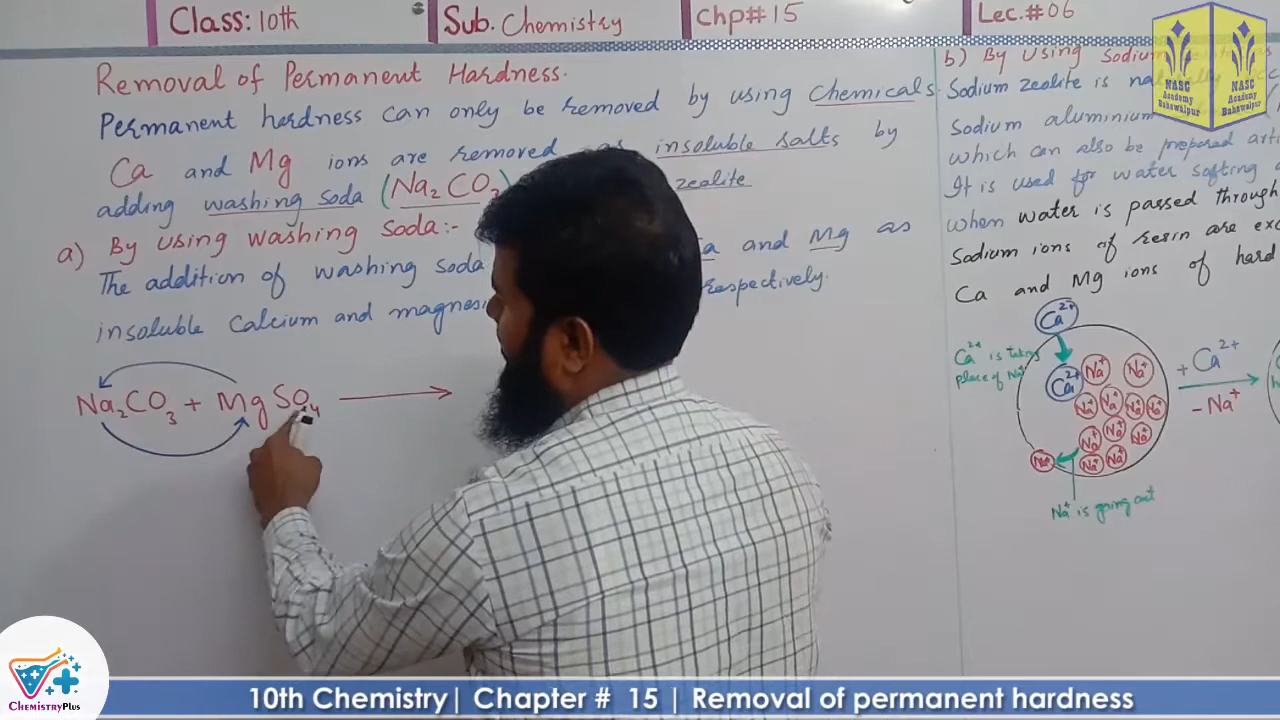 Class: 10th
Sub. Chemistry
Chp# 15
Lec.# 06
Removal of Permanent Hardness.
Permanent hardness can only be removed by using Chemicals.
Ca and Mg ions are removed as insoluble salts by
adding washing soda (Na₂CO₃) zeolite
a) By using washing Soda:-
The addition of washing soda and Mg as
insoluble Calcium and respectively.
Na₂CO₃ + MgSO₄ ⟶
b) By using Sodium
Sodium zeolite is
Sodium aluminium
which can also be prepared
It is used for water softing
when water is passed through
Sodium ions of resin are
Ca and Mg ions of hard
Ca²⁺
Ca²⁺ is taking
place of Na⁺
Ca²⁺ Na⁺ Na⁺
Na⁺ Na⁺ Na⁺ Na⁺
Na⁺ Na⁺ Na⁺
Na⁺ Na⁺ Na⁺
Na⁺ is going out
+ Ca²⁺
- Na⁺
NASC Academy Bahawalpur
NASC Academy Bahawalpur
ChemistryPlus
10th Chemistry| Chapter # 15 | Removal of permanent hardness